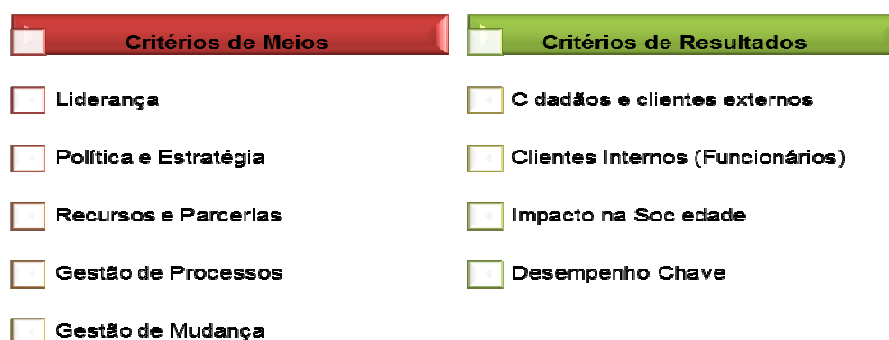 Critérios de Meios
Liderança
Política e Estratégia
Recursos e Parcerias
Gestão de Processos
Gestão de Mudança
Critérios de Resultados
C dadãos e clientes externos
Clientes Internos (Funcionários)
Impacto na Soc edade
Desempenho Chave